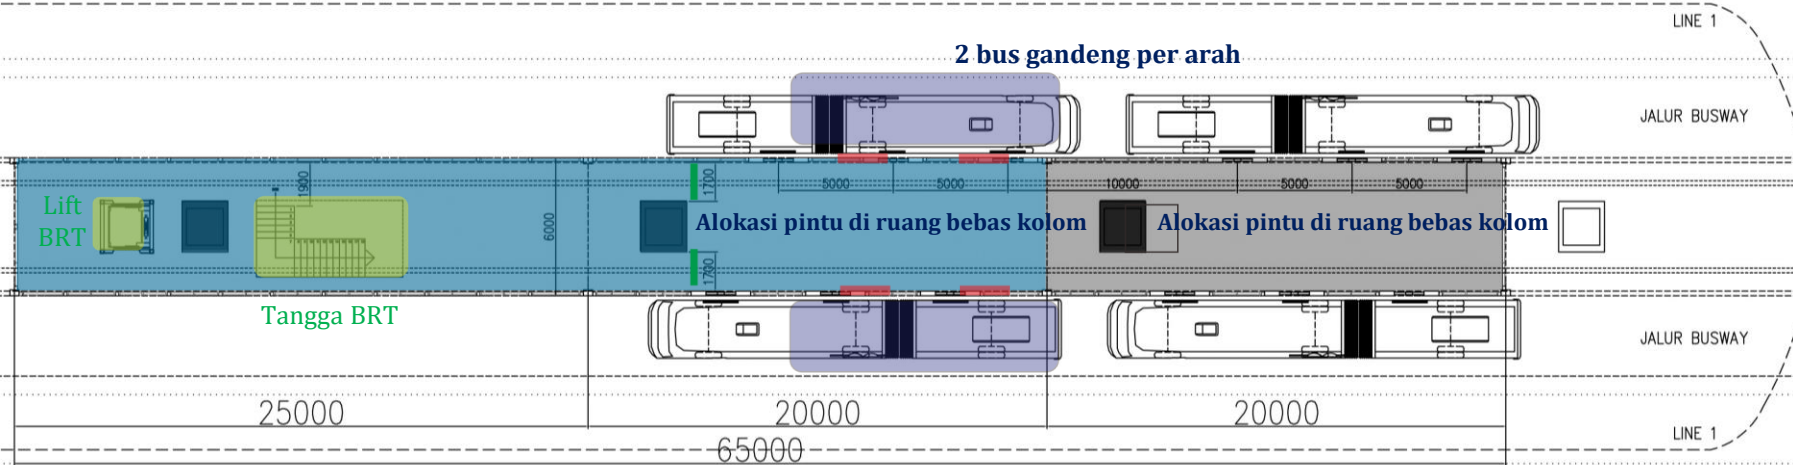 LINE 1
2 bus gandeng per arah
JALUR BUSWAY
1900
1700
5000
5000
10000
5000
5000
Lift
BRT
6000
Alokasi pintu di ruang bebas kolom
Alokasi pintu di ruang bebas kolom
1700
Tangga BRT
JALUR BUSWAY
25000
20000
20000
LINE 1
65000